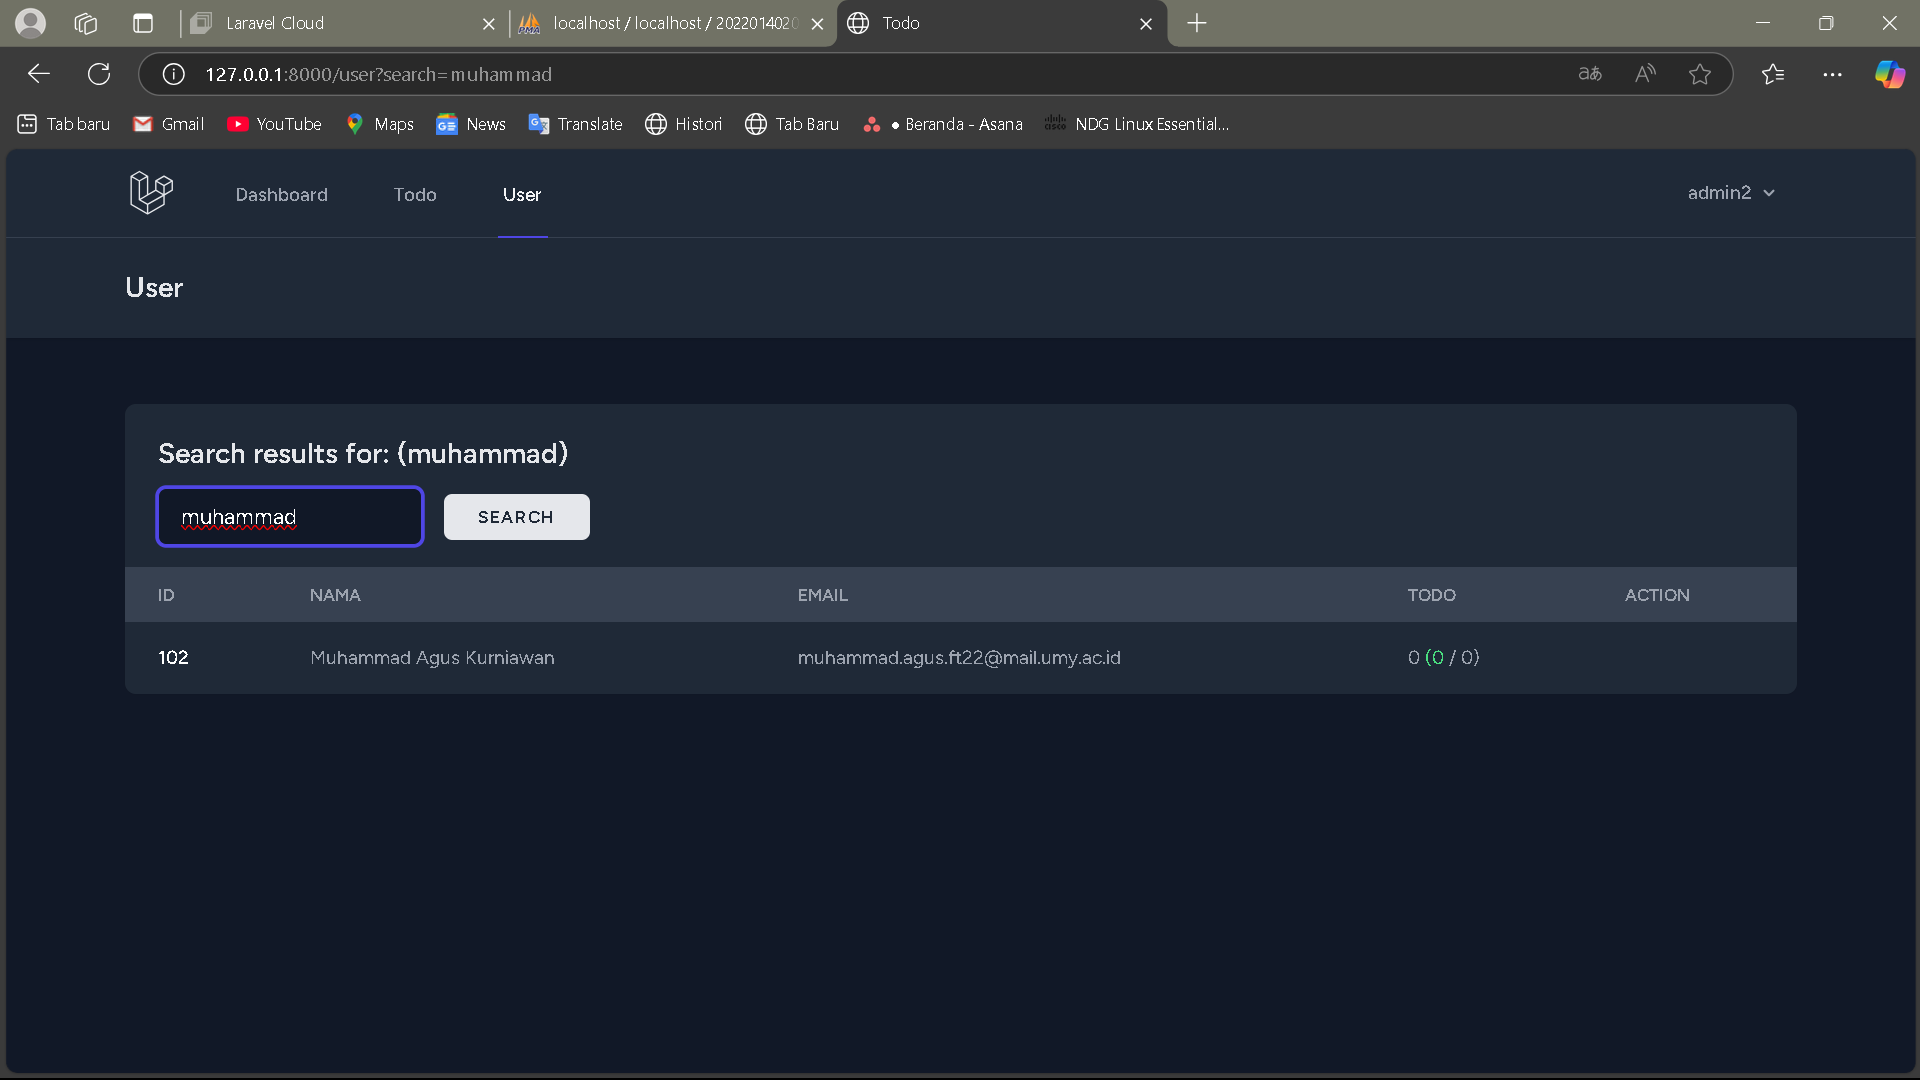 Laravel Cloud
localhost / localhost / 2022014020
Todo
127.0.0.1:8000/user?search=muhammad
Tab baru
Gmail
YouTube
Maps
News
Translate
Histori
Tab Baru
● Beranda - Asana
NDG Linux Essential...
Dashboard
Todo
User
admin2
User
Search results for: (muhammad)
muhammad
SEARCH
ID NAMA EMAIL TODO ACTION
102 Muhammad Agus Kurniawan muhammad.agus.ft22@mail.umy.ac.id 0 (0 / 0)